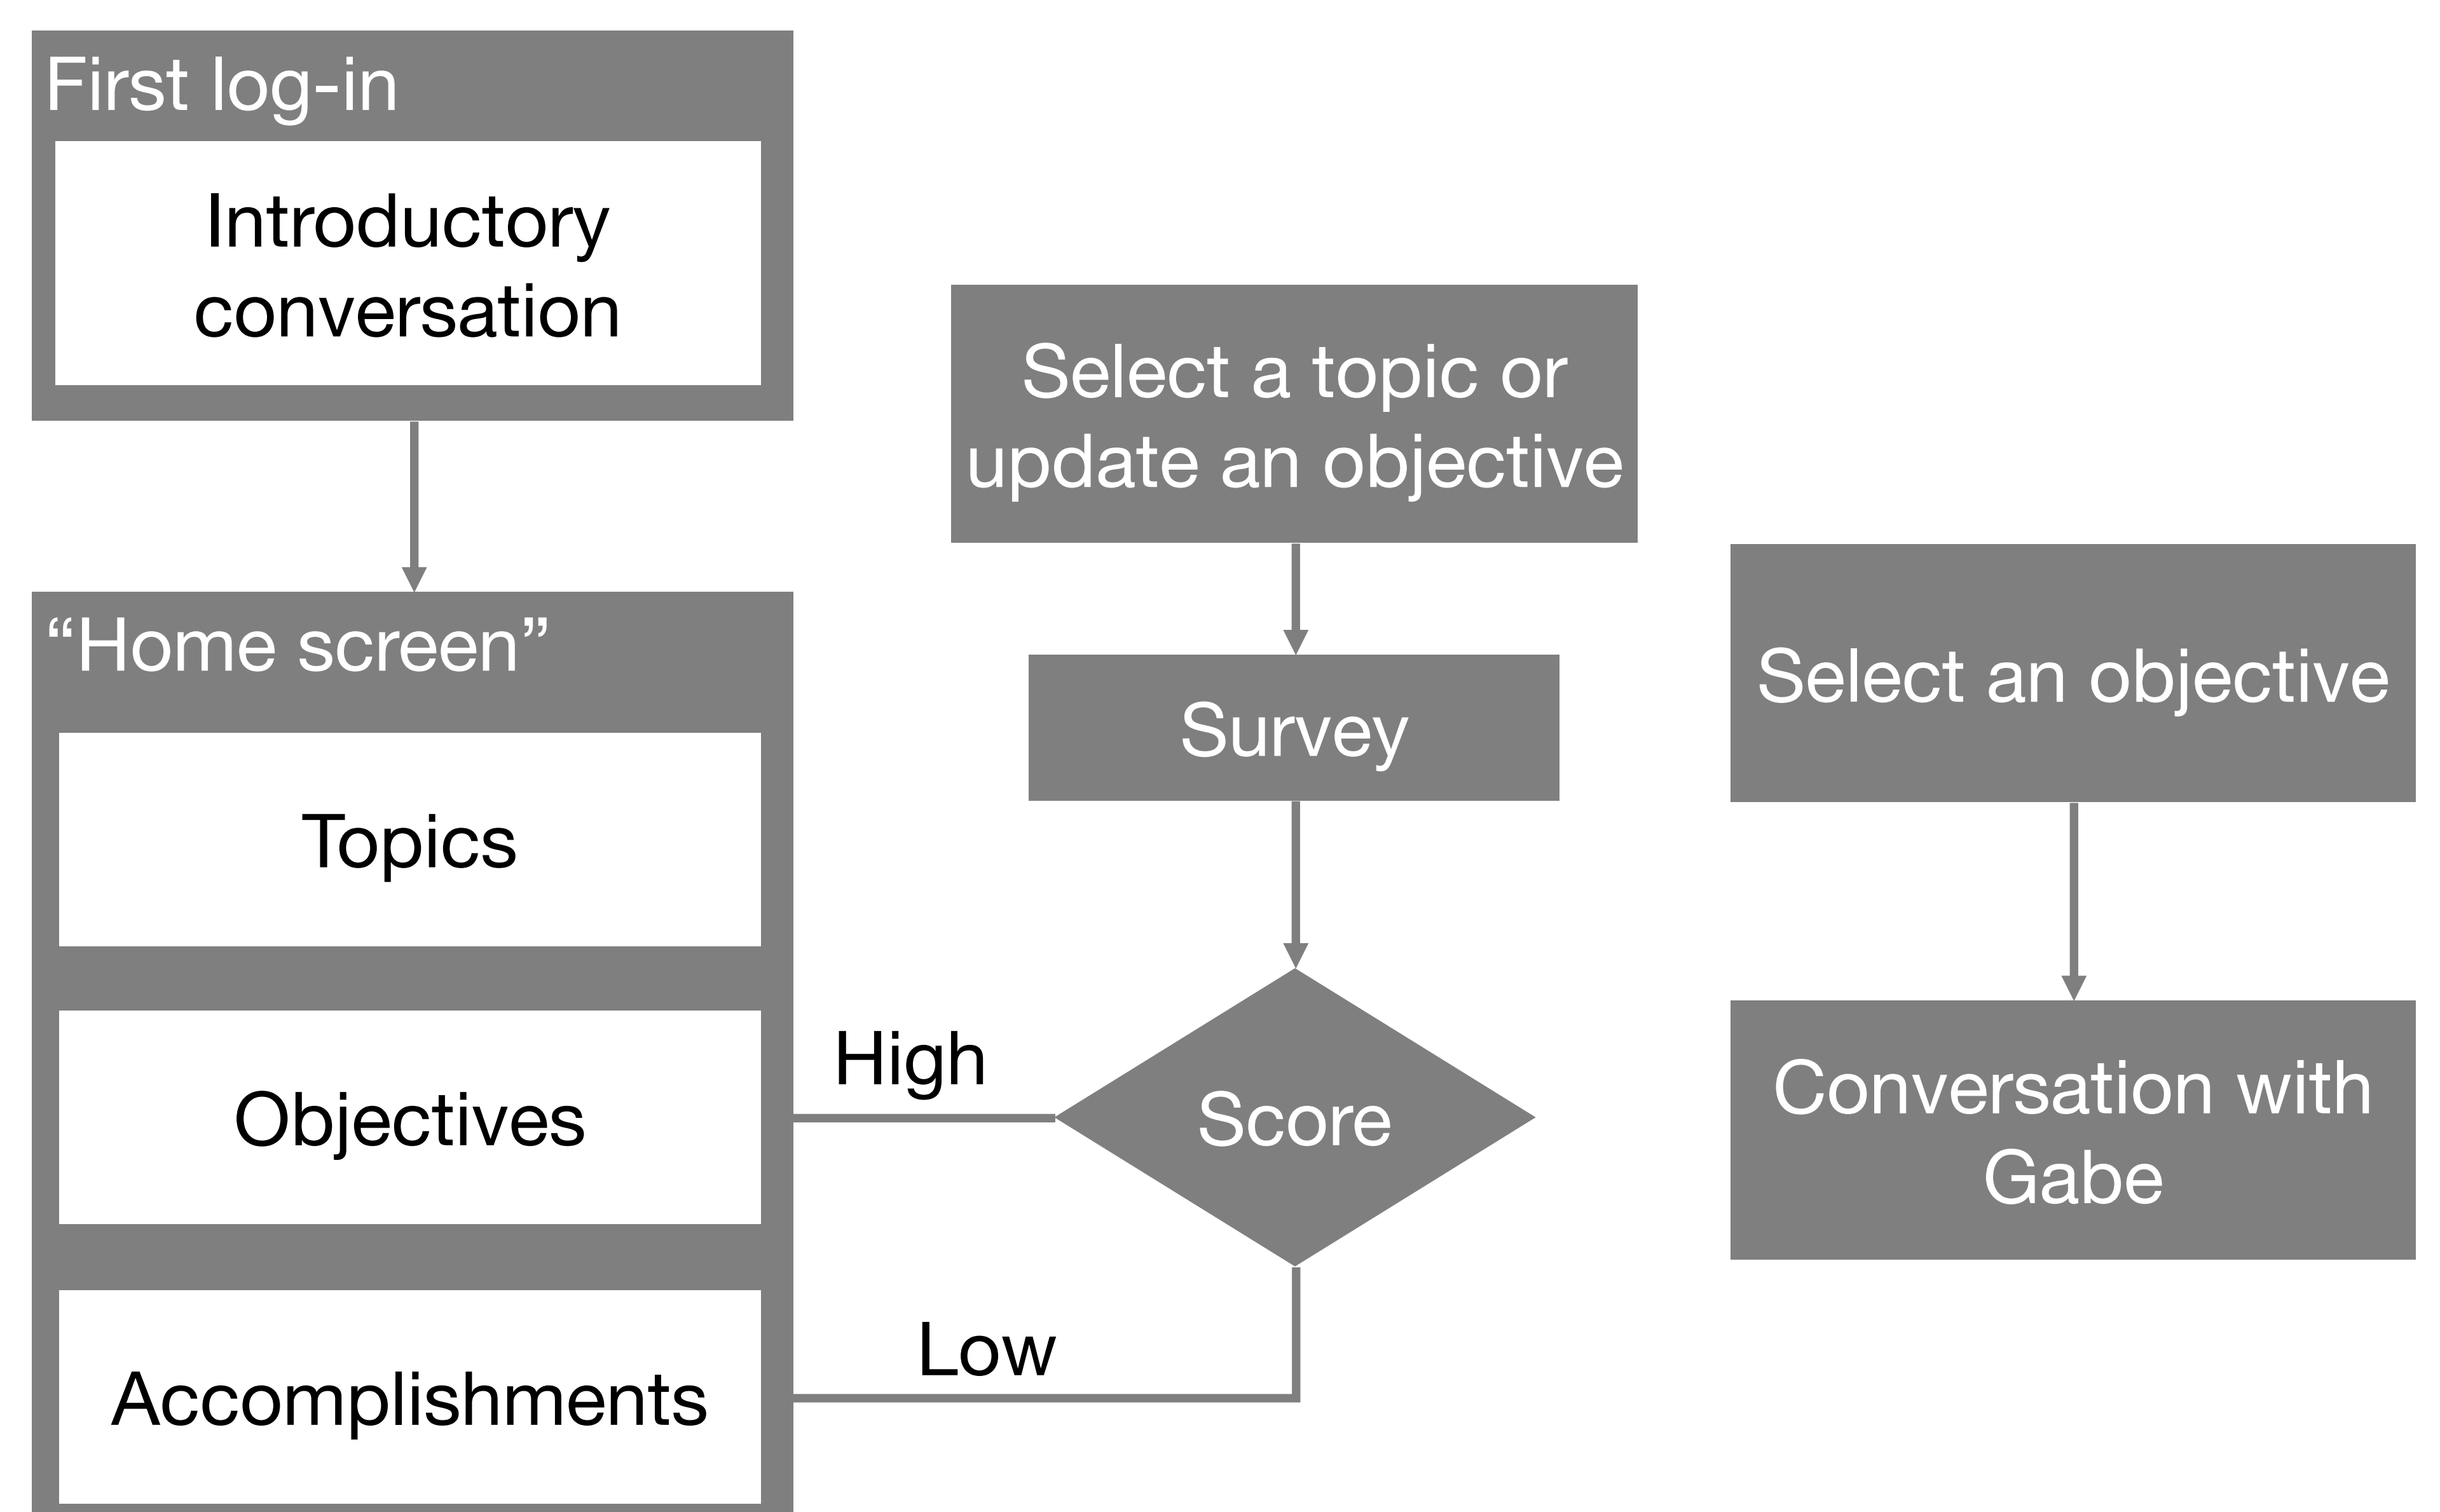 First log-in
Introductory
conversation
“Home screen”
Topics
Objectives
Accomplishments
Select a topic or
update an objective
Survey
Score
High
Low
Select an objective
Conversation with
Gabe